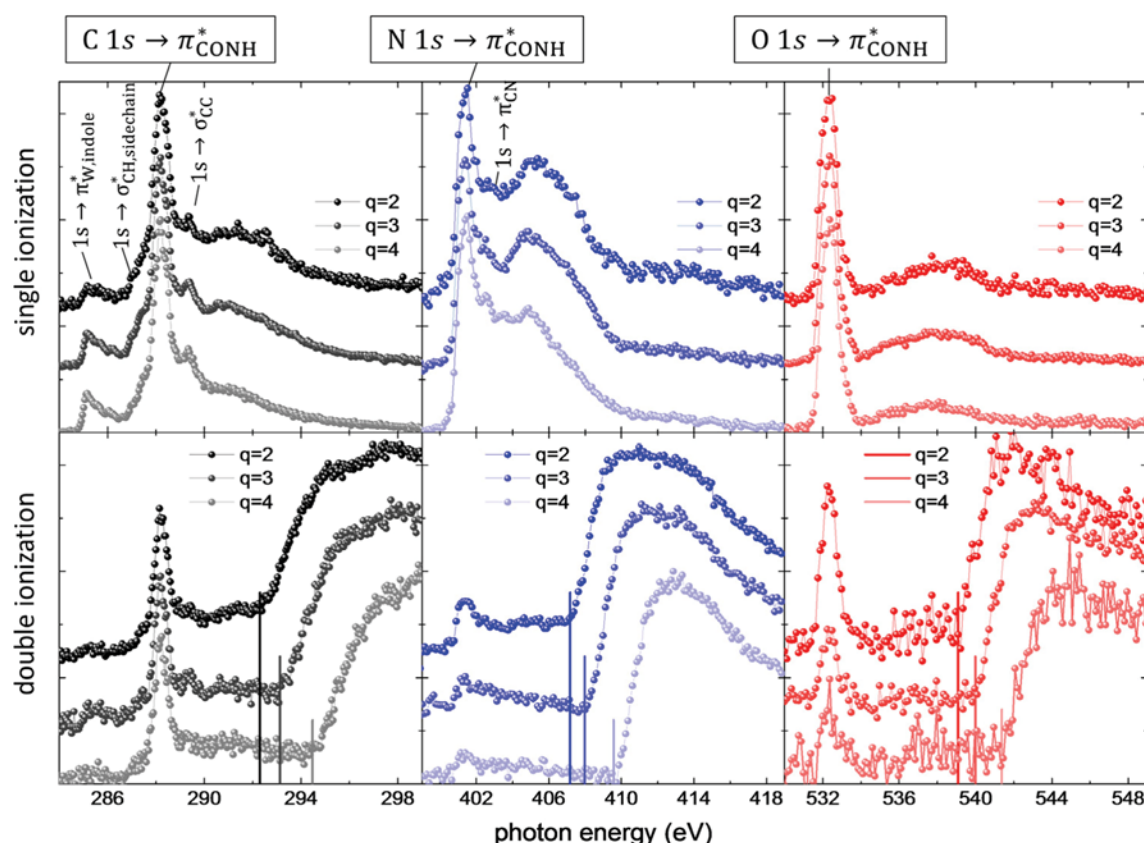 C 1s → π*CONH
N 1s → π*CONH
O 1s → π*CONH
1s → π*W,indole
1s → σ*CH,sidechain
1s → σ*CC
1s → π*CN
single ionization
q=2
q=3
q=4
q=2
q=3
q=4
q=2
q=3
q=4
double ionization
q=2
q=3
q=4
q=2
q=3
q=4
q=2
q=3
q=4
286 290 294 298 402 406 410 414 418 532 536 540 544 548
photon energy (eV)